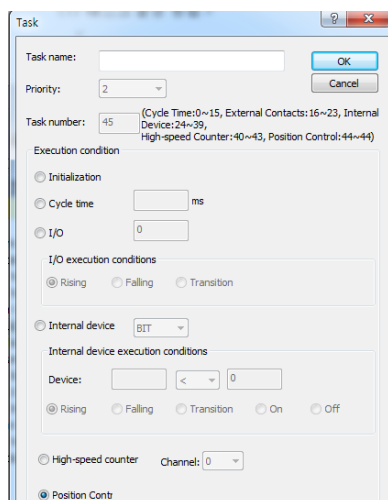 Task
Task name:
OK
Priority: 2
Cancel
Task number: 45 (Cycle Time:0~15, External Contacts:16~23, Internal
Device:24~39,
High-speed Counter:40~43, Position Control:44~44)
Execution condition
Initialization
Cycle time ms
I/O 0
I/O execution conditions
Rising Falling Transition
Internal device BIT
Internal device execution conditions
Device: < 0
Rising Falling Transition On Off
High-speed counter Channel: 0
Position Contr